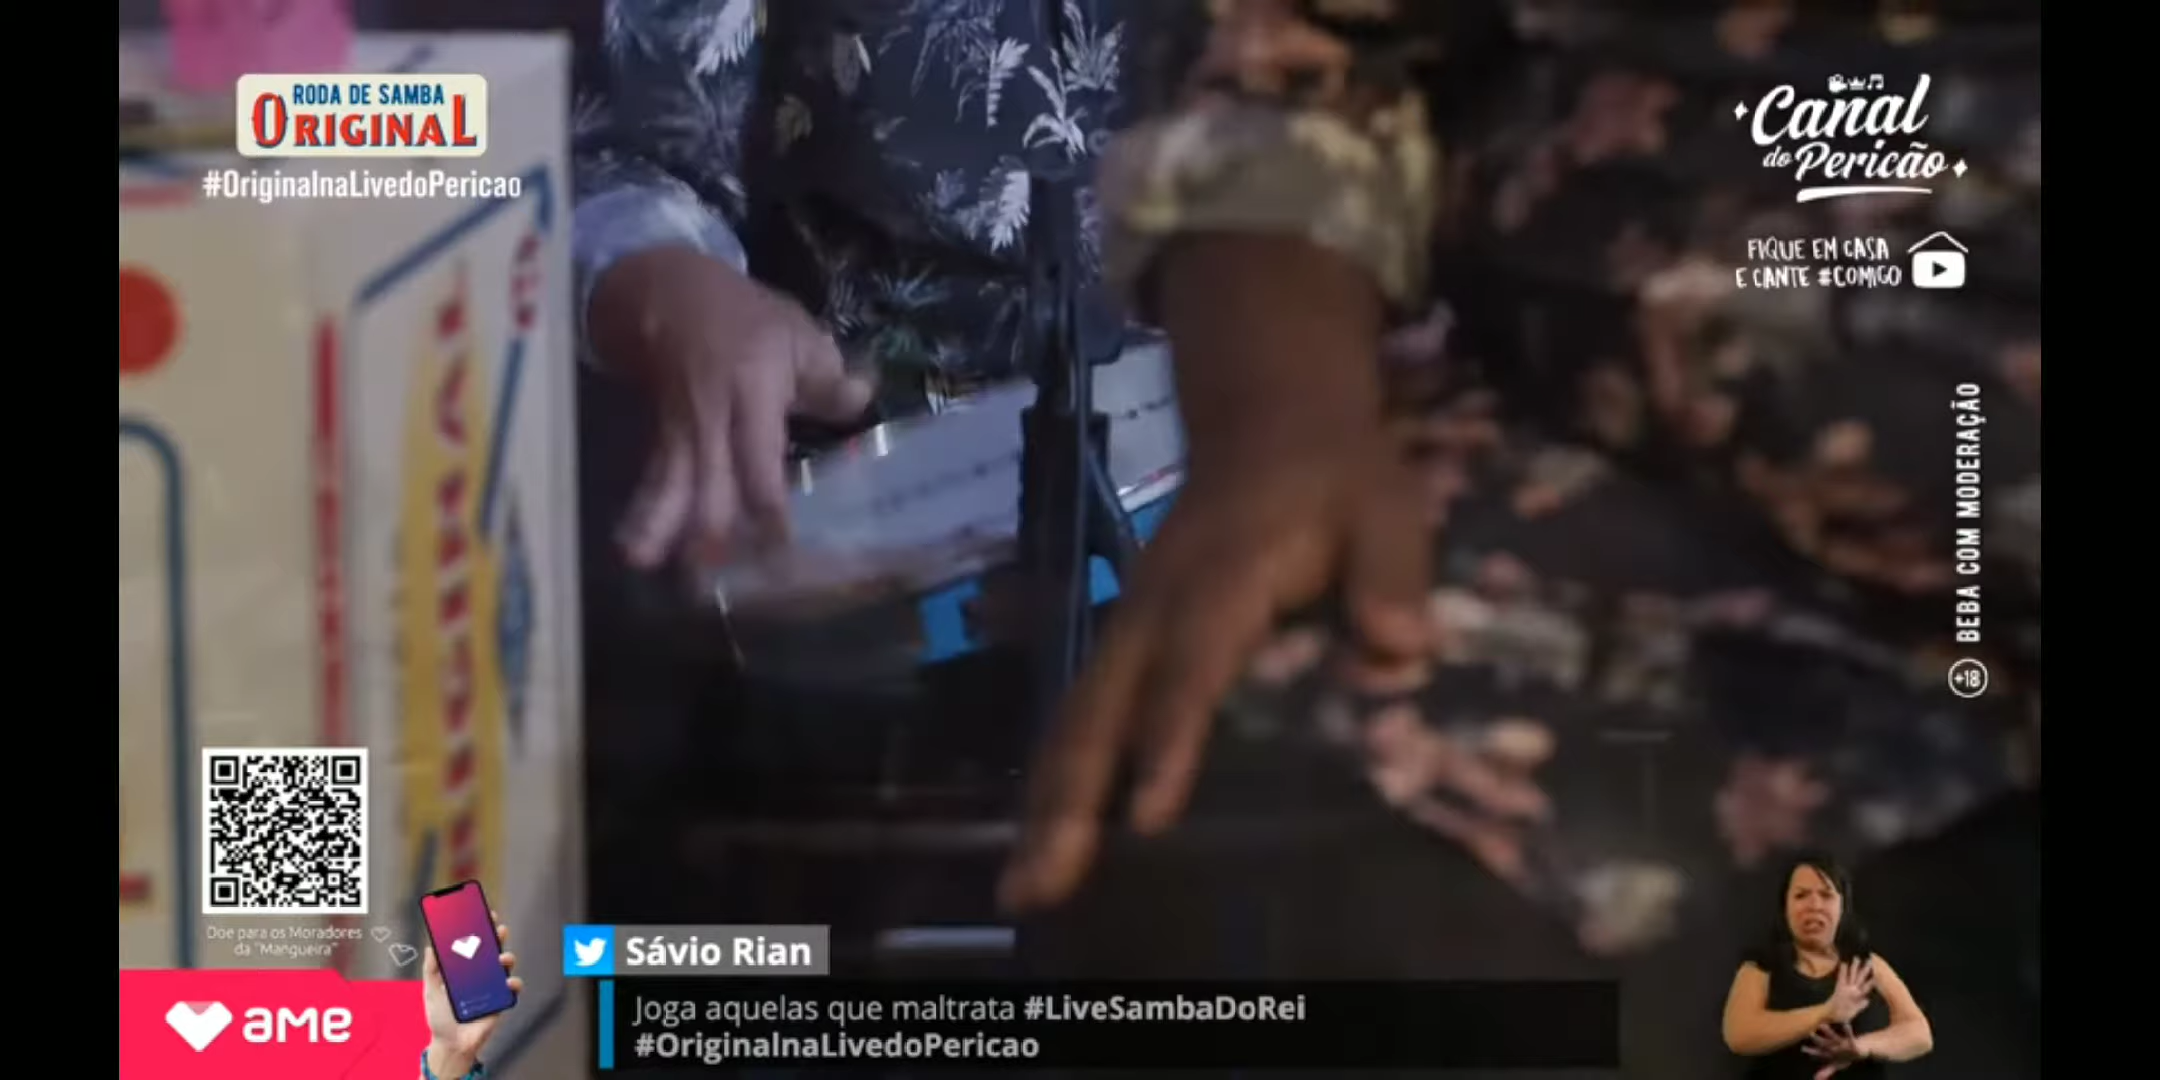 RODA DE SAMBA
ORIGINAL
#OriginalnaLivedoPericao
Canal
do Pericão
FIQUE EM CASA
E CANTE #COMIGO
BEBA COM MODERAÇÃO
+18
Doe para os Moradores
da "Mangueira"
aме
Sávio Rian
Joga aquelas que maltrata #LiveSambaDoRei
#OriginalnaLivedoPericao